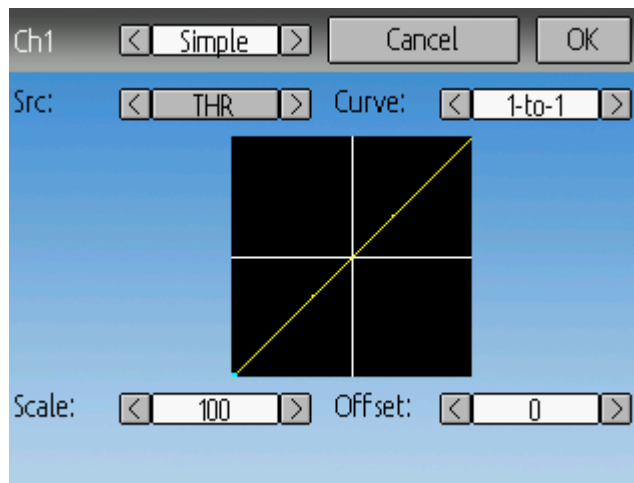 Ch1 < Simple > Cancel OK
Src: < THR > Curve: < 1-to-1 >
Scale: < 100 > Offset: < 0 >